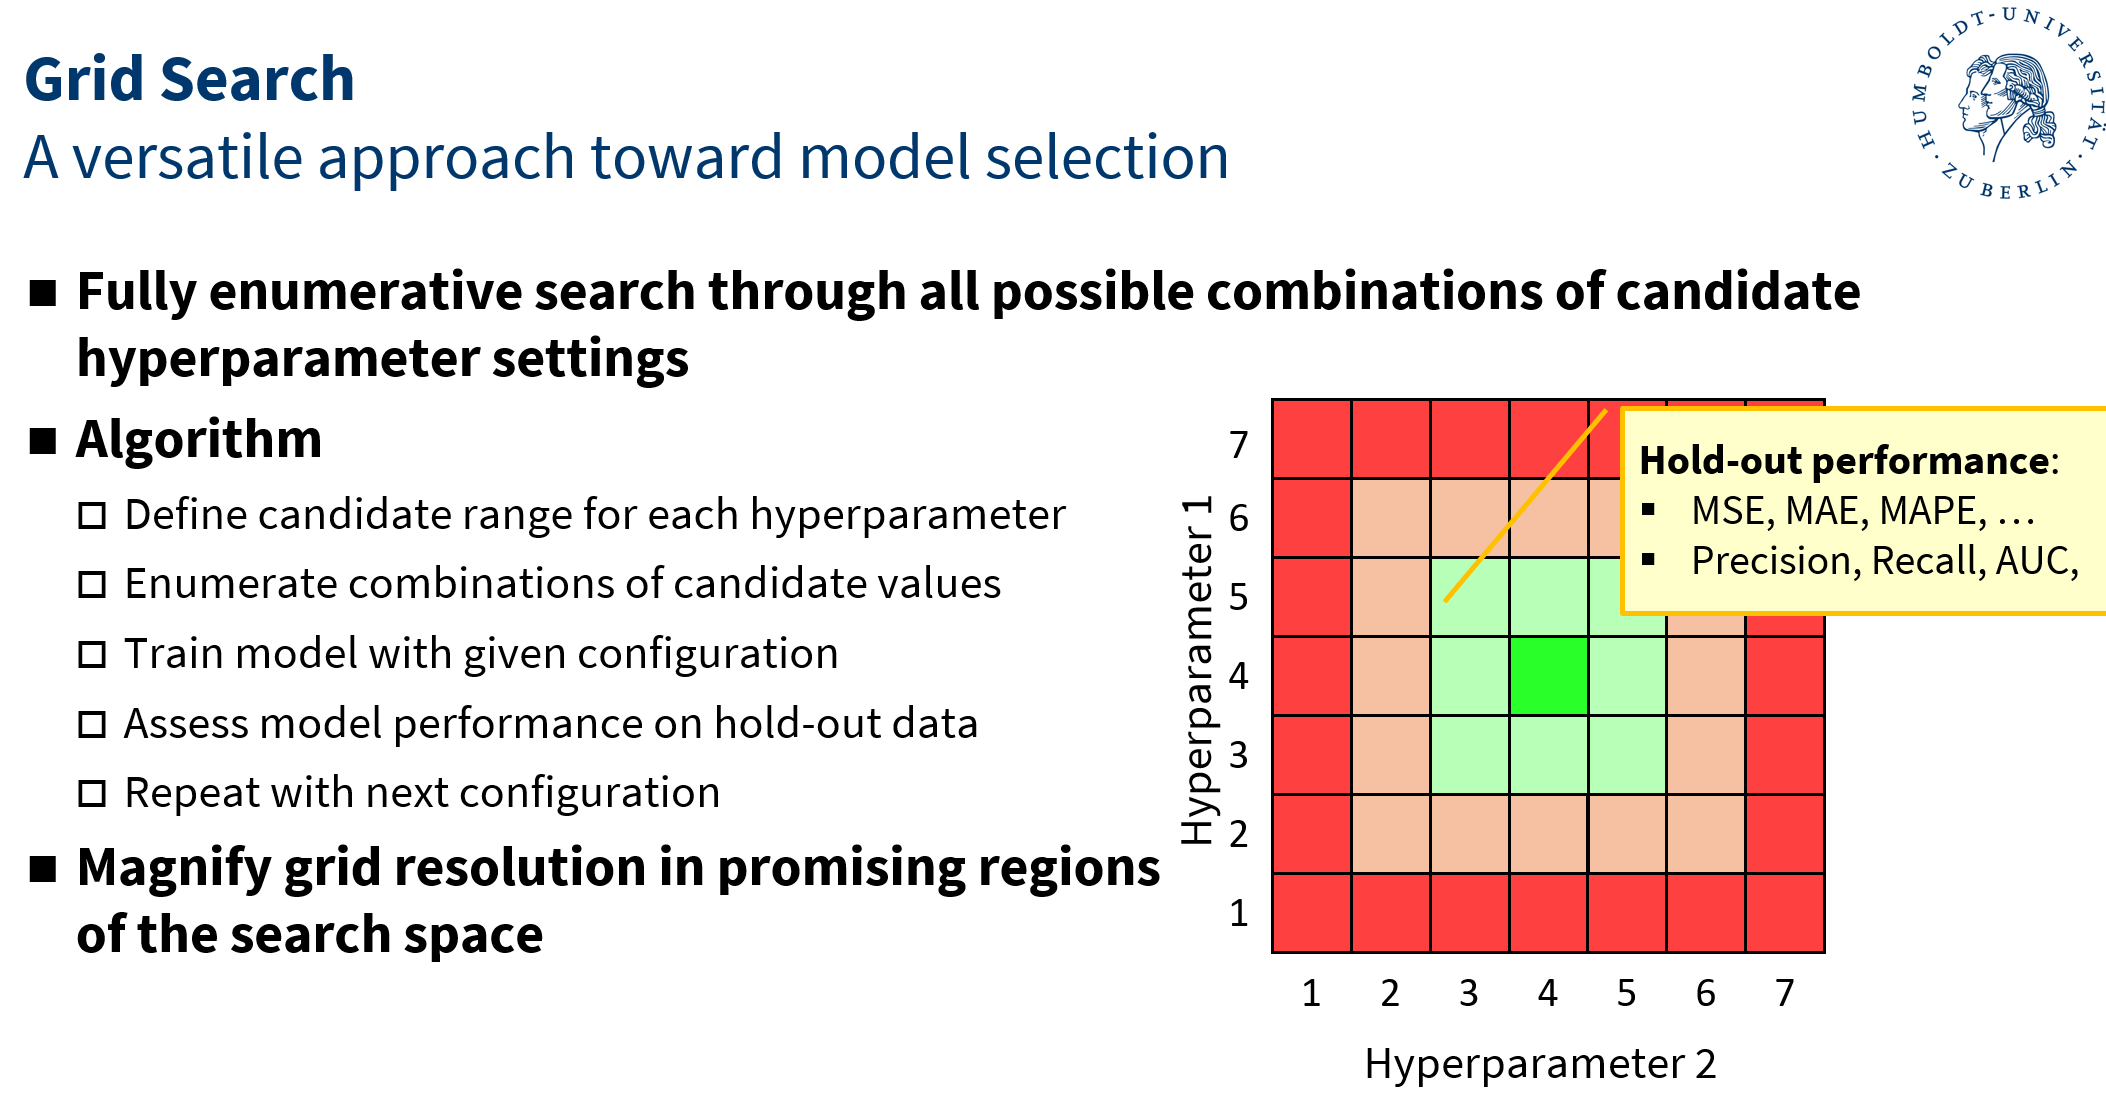 Grid Search
A versatile approach toward model selection
HUMBOLDT-UNIVERSITÄT · ZU BERLIN ·
■ Fully enumerative search through all possible combinations of candidate
hyperparameter settings
■ Algorithm
□ Define candidate range for each hyperparameter
□ Enumerate combinations of candidate values
□ Train model with given configuration
□ Assess model performance on hold-out data
□ Repeat with next configuration
■ Magnify grid resolution in promising regions
of the search space
Hyperparameter 1
7
6
5
4
3
2
1
1 2 3 4 5 6 7
Hyperparameter 2
Hold-out performance:
▪ MSE, MAE, MAPE, …
▪ Precision, Recall, AUC,